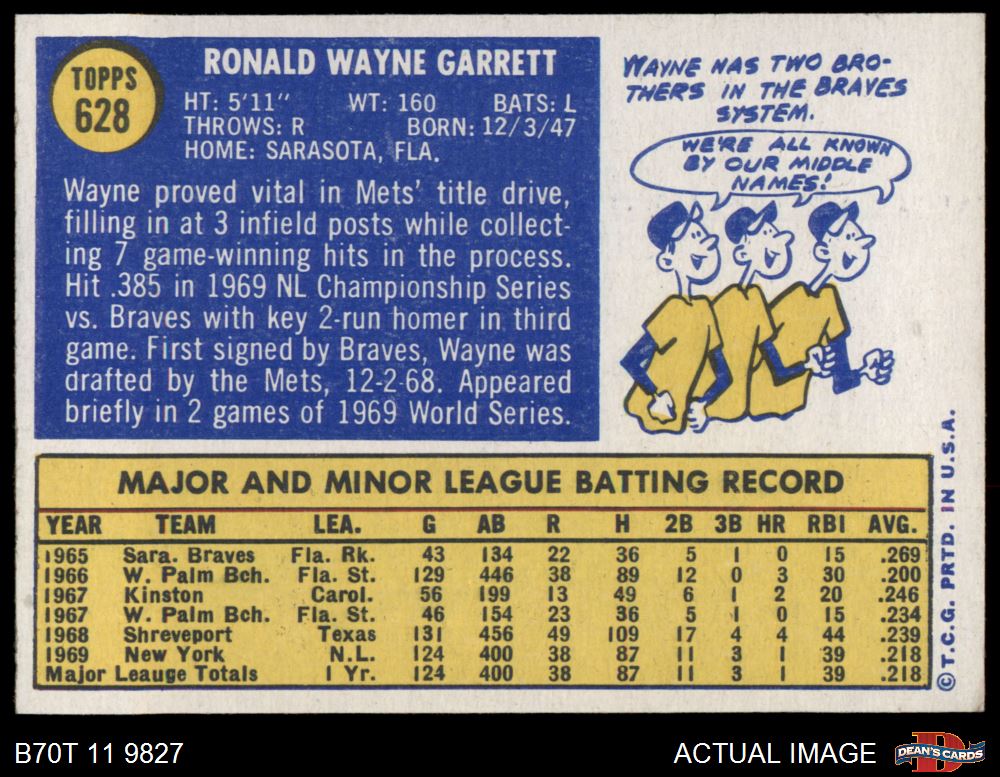 TOPPS
628
RONALD WAYNE GARRETT
HT: 5'11" WT: 160 BATS: L
THROWS: R BORN: 12/3/47
HOME: SARASOTA, FLA.
Wayne proved vital in Mets' title drive,
filling in at 3 infield posts while collect-
ing 7 game-winning hits in the process.
Hit .385 in 1969 NL Championship Series
vs. Braves with key 2-run homer in third
game. First signed by Braves, Wayne was
drafted by the Mets, 12-2-68. Appeared
briefly in 2 games of 1969 World Series.
WAYNE HAS TWO BRO-
THERS IN THE BRAVES
SYSTEM.
WE'RE ALL KNOWN
BY OUR MIDDLE
NAMES!
MAJOR AND MINOR LEAGUE BATTING RECORD
YEAR TEAM LEA. G AB R H 2B 3B HR RBI AVG.
1965 Sara. Braves Fla. Rk. 43 134 22 36 5 1 0 15 .269
1966 W. Palm Bch. Fla. St. 129 446 38 89 12 0 3 30 .200
1967 Kinston Carol. 56 199 13 49 6 1 2 20 .246
1967 W. Palm Bch. Fla. St. 46 154 23 36 5 1 0 15 .234
1968 Shreveport Texas 131 456 49 109 17 4 4 44 .239
1969 New York N.L. 124 400 38 87 11 3 1 39 .218
Major Leauge Totals 1 Yr. 124 400 38 87 11 3 1 39 .218
©T.C.G. PRTD. IN U.S.A.
B70T 11 9827
ACTUAL IMAGE
D
DEAN'S CARDS